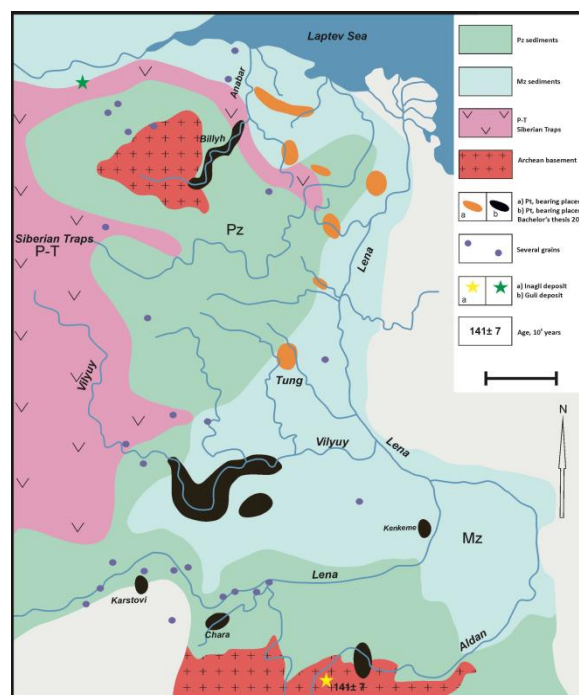 Laptev Sea
Anabar
Billyh
Pz
Siberian Traps
P-T
Lena
Vilyuy
Tung
Vilyuy
Lena
Kenkeme
Mz
Lena
Karstovi
Chara
Aldan
141± 7
Pz sediments
Mz sediments
P-T
Siberian Traps
Archean basement
a) Pt, bearing placer
b) Pt, bearing placer
Bachelor's thesis 20
a
b
Several grains
a) Inagli deposit
b) Guli deposit
a
141± 7
Age, 10⁶ years
N